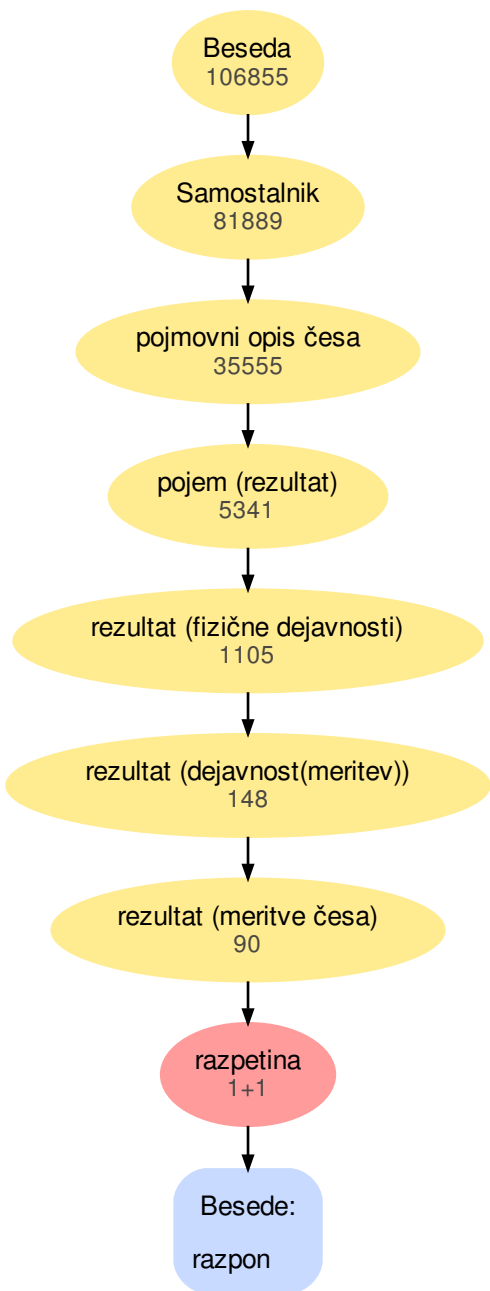 Beseda
106855
Samostalnik
81889
pojmovni opis česa
35555
pojem (rezultat)
5341
rezultat (fizične dejavnosti)
1105
rezultat (dejavnost(meritev))
148
rezultat (meritve česa)
90
razpetina
1+1
Besede:
razpon